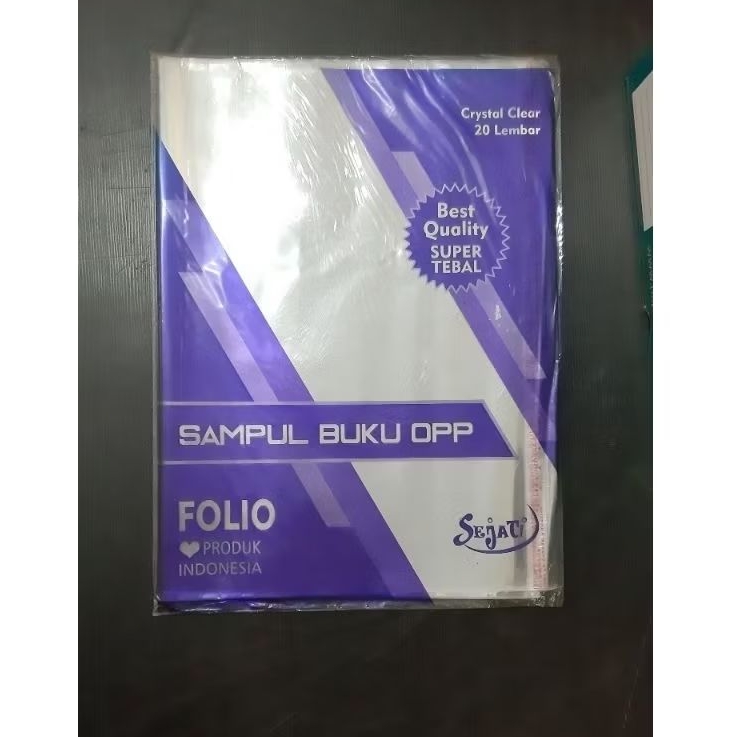 Crystal Clear
20 Lembar
Best
Quality
SUPER
TEBAL
SAMPUL BUKU OPP
FOLIO
PRODUK
INDONESIA
SEJATI